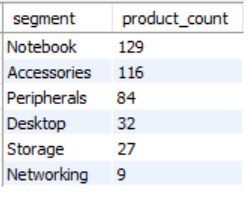 segment product_count
Notebook 129
Accessories 116
Peripherals 84
Desktop 32
Storage 27
Networking 9